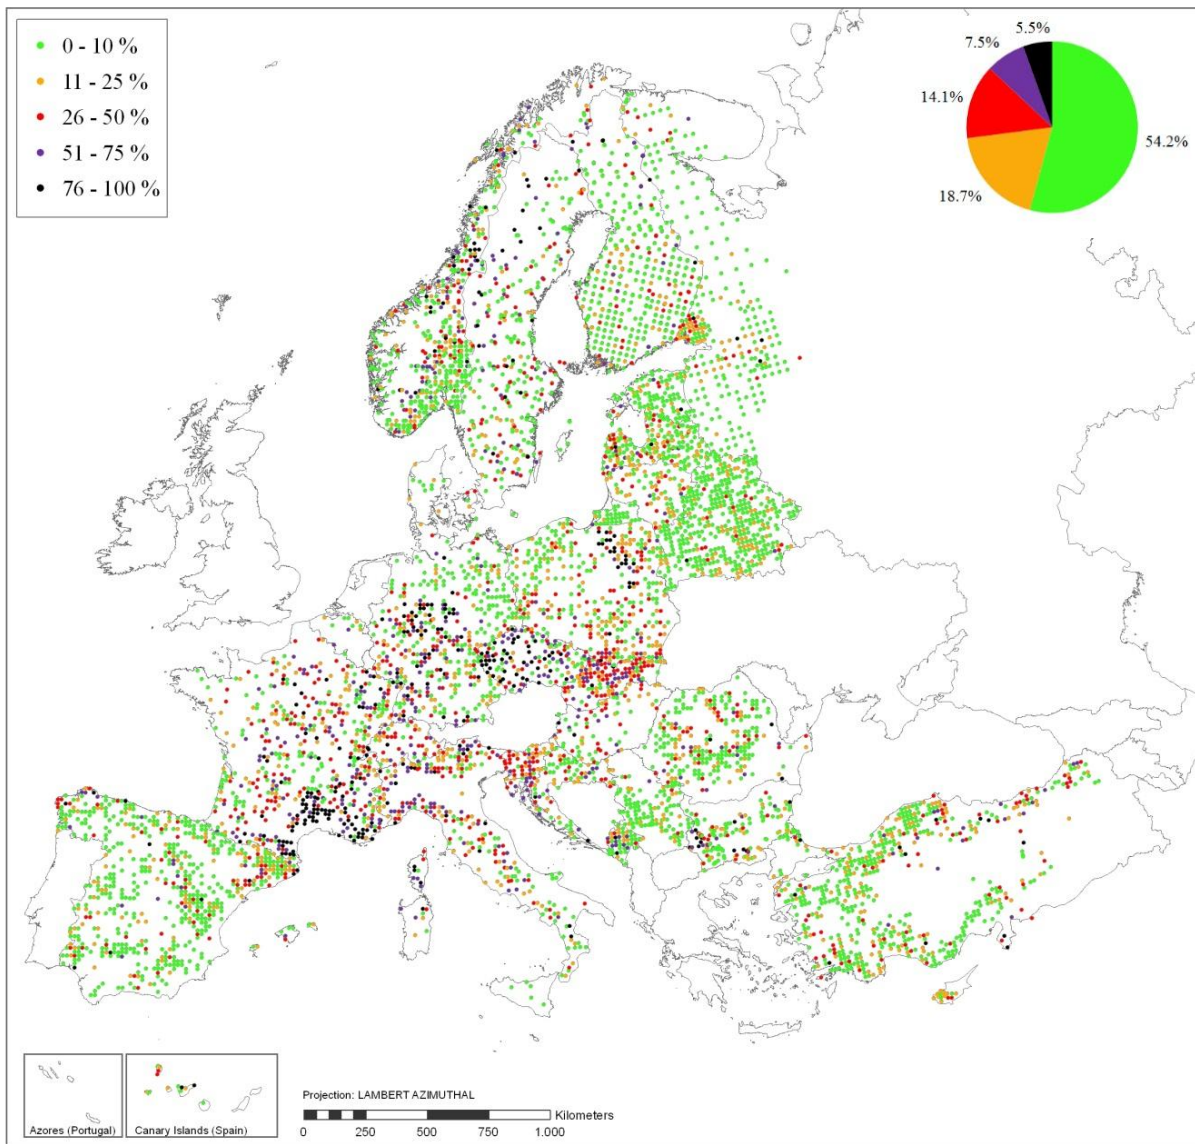 0 - 10 %
11 - 25 %
26 - 50 %
51 - 75 %
76 - 100 %
5.5%
7.5%
14.1%
54.2%
18.7%
Projection: LAMBERT AZIMUTHAL
Kilometers
0 250 500 750 1.000
Azores (Portugal)
Canary Islands (Spain)